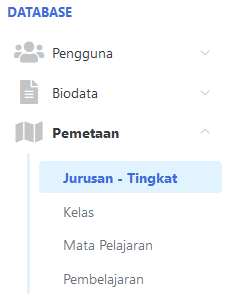 DATABASE
Pengguna
Biodata
Pemetaan
Jurusan - Tingkat
Kelas
Mata Pelajaran
Pembelajaran